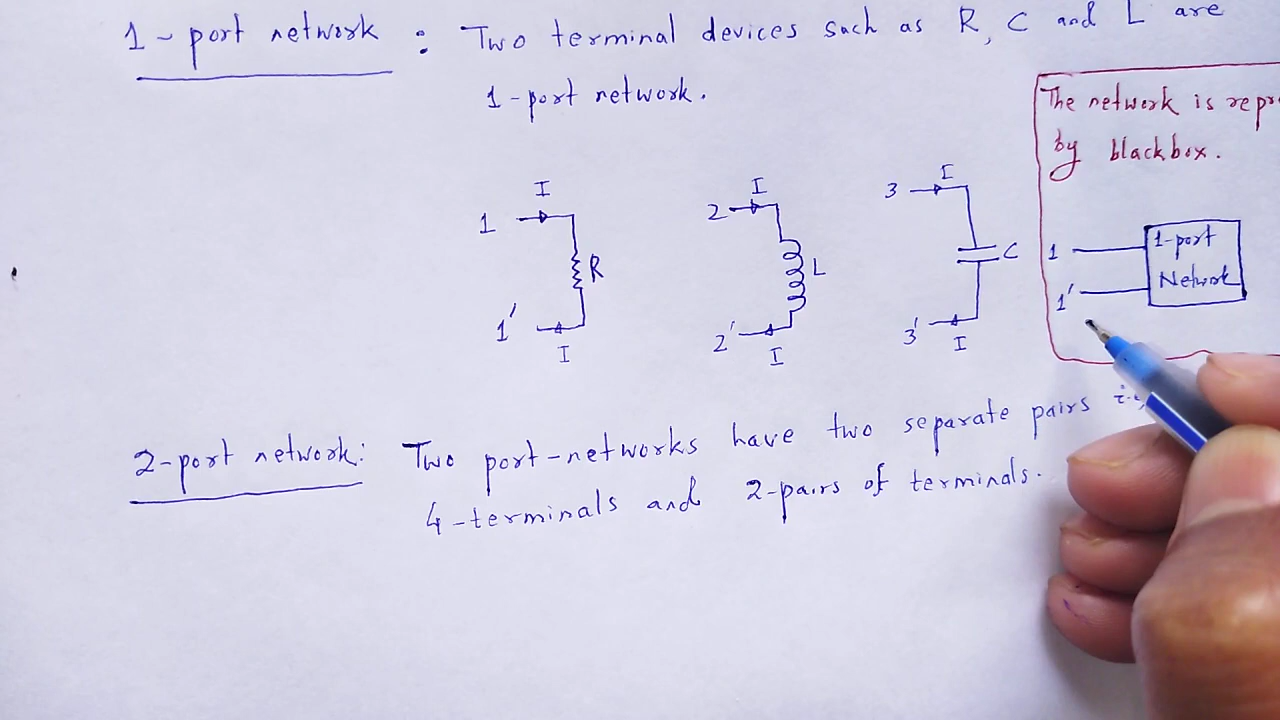 1-port network : Two terminal devices such as R, C and L are
1-port network.
The network is repr
by blackbox.
I
1
R
1'
I
I
2
L
2'
I
I
3
C
3'
I
1
1'
1-port
Network
2-port network: Two port-networks have two separate pairs i.e,
4-terminals and 2-pairs of terminals.